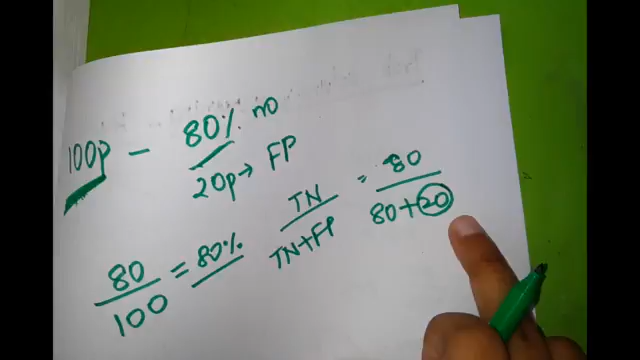 100p - 80% no
20p → FP
TN/TN+FP = 80/80+20
80/100 = 80%